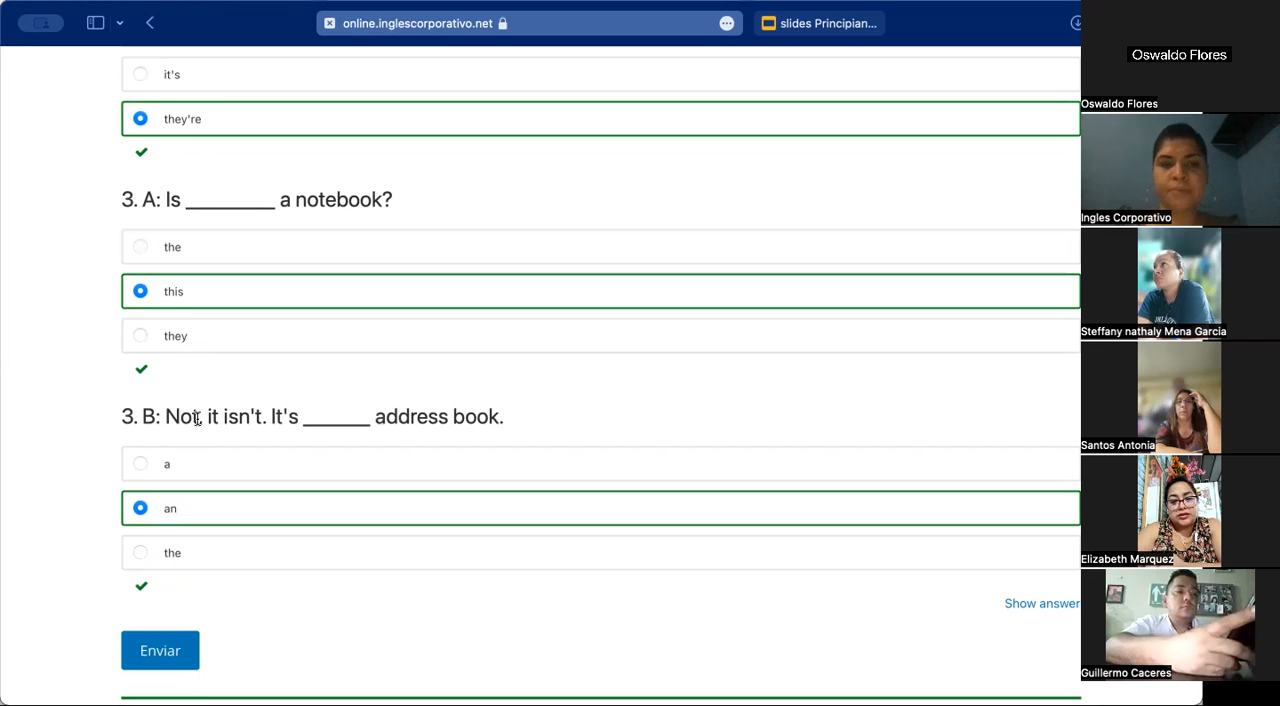 online.inglescorporativo.net
slides Principian...
Oswaldo Flores
Oswaldo Flores
it's
they're
3. A: Is _________ a notebook?
the
this
they
Ingles Corporativo
Steffany nathaly Mena Garcia
3. B: Not, it isn't. It's ______ address book.
a
an
the
Santos Antonia
Elizabeth Marquez
Show answer
Enviar
Guillermo Caceres